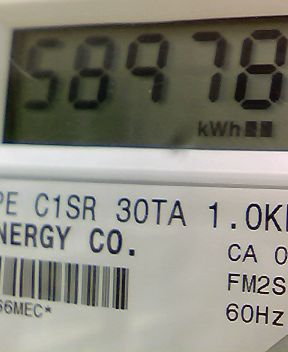 58978
kWh
PE C1SR 30TA 1.0K
NERGY CO.
CA 0
FM2S
66MEC*
60Hz